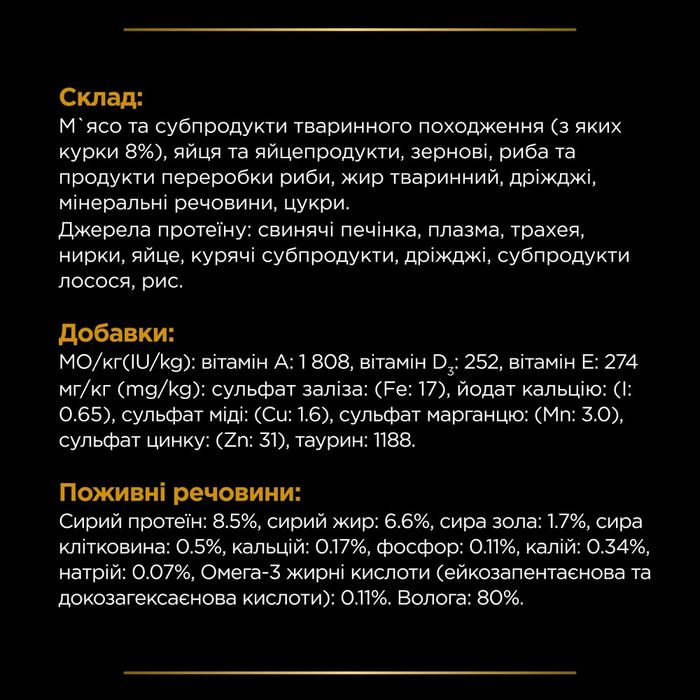 Склад:
М`ясо та субпродукти тваринного походження (з яких
курки 8%), яйця та яйцепродукти, зернові, риба та
продукти переробки риби, жир тваринний, дріжджі,
мінеральні речовини, цукри.
Джерела протеїну: свинячі печінка, плазма, трахея,
нирки, яйце, курячі субпродукти, дріжджі, субпродукти
лосося, рис.
Добавки:
МО/кг(IU/kg): вітамін А: 1 808, вітамін D₃: 252, вітамін Е: 274
мг/кг (mg/kg): сульфат заліза: (Fe: 17), йодат кальцію: (I:
0.65), сульфат міді: (Cu: 1.6), сульфат марганцю: (Mn: 3.0),
сульфат цинку: (Zn: 31), таурин: 1188.
Поживні речовини:
Сирий протеїн: 8.5%, сирий жир: 6.6%, сира зола: 1.7%, сира
клітковина: 0.5%, кальцій: 0.17%, фосфор: 0.11%, калій: 0.34%,
натрій: 0.07%, Омега-3 жирні кислоти (ейкозапентаєнова та
докозагексаєнова кислоти): 0.11%. Волога: 80%.